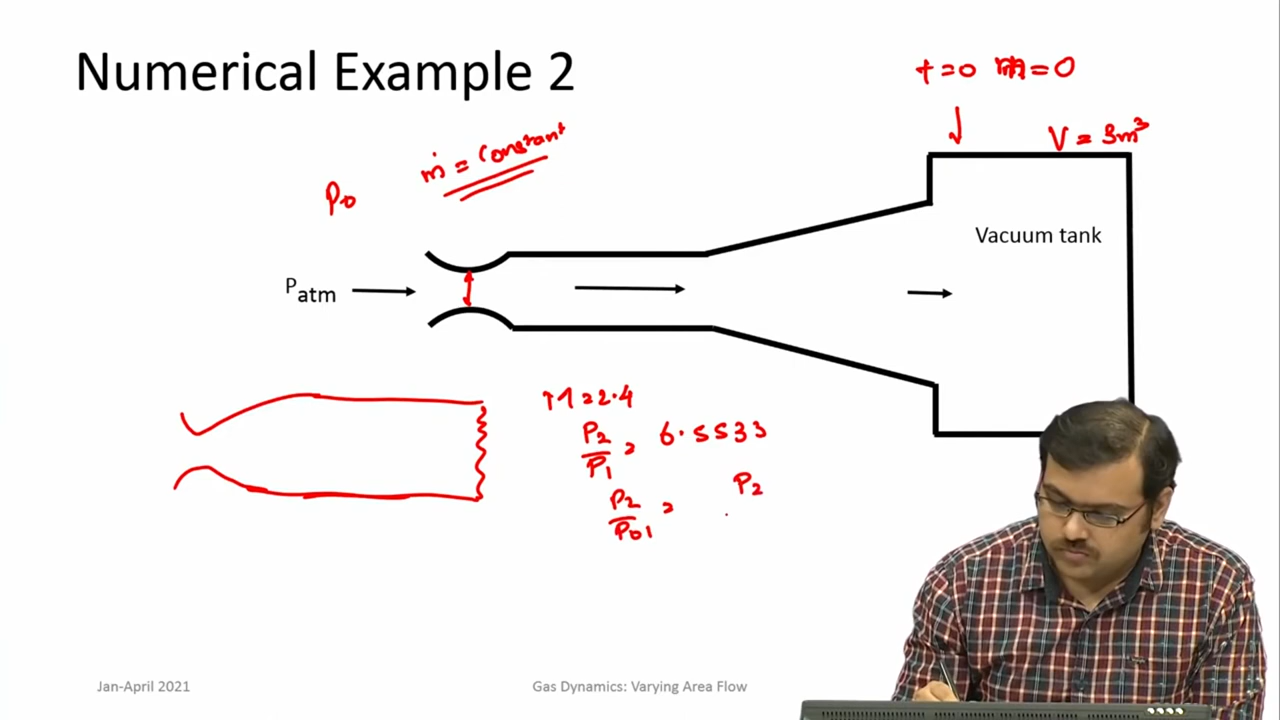 Numerical Example 2
t=0 m=0
V = 3m³
ṁ = Constant
P₀
Vacuum tank
Patm
M=2.4
P₂/P₁ = 6.5533
P₂/P₀₁ = P₂
Jan-April 2021
Gas Dynamics: Varying Area Flow